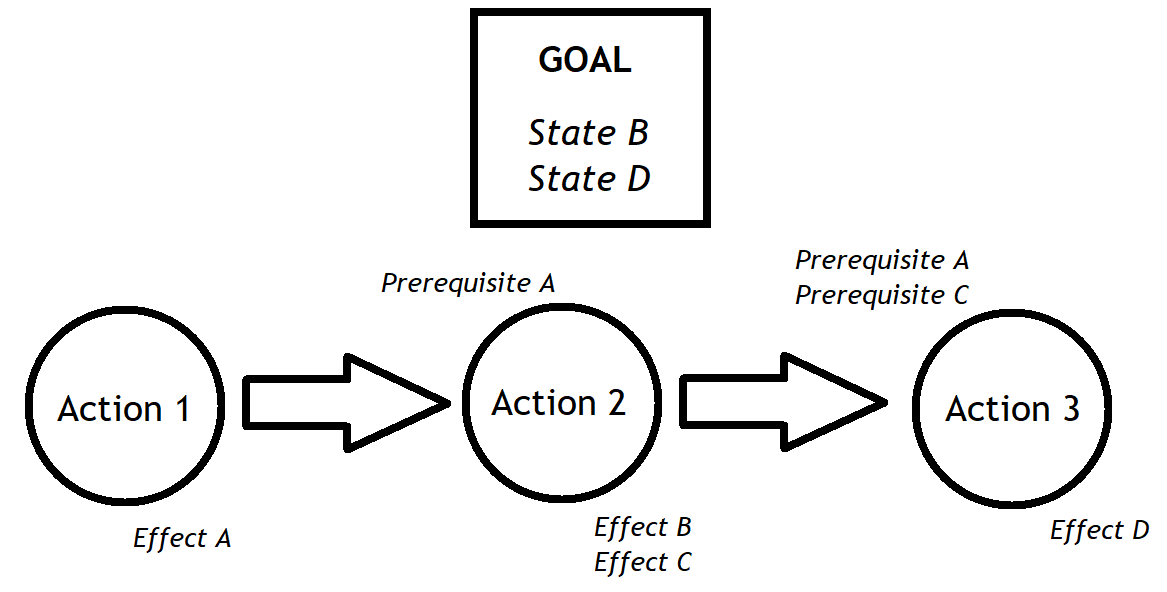 GOAL
State B
State D
Prerequisite A
Prerequisite A
Prerequisite C
Action 1
Action 2
Action 3
Effect A
Effect B
Effect C
Effect D